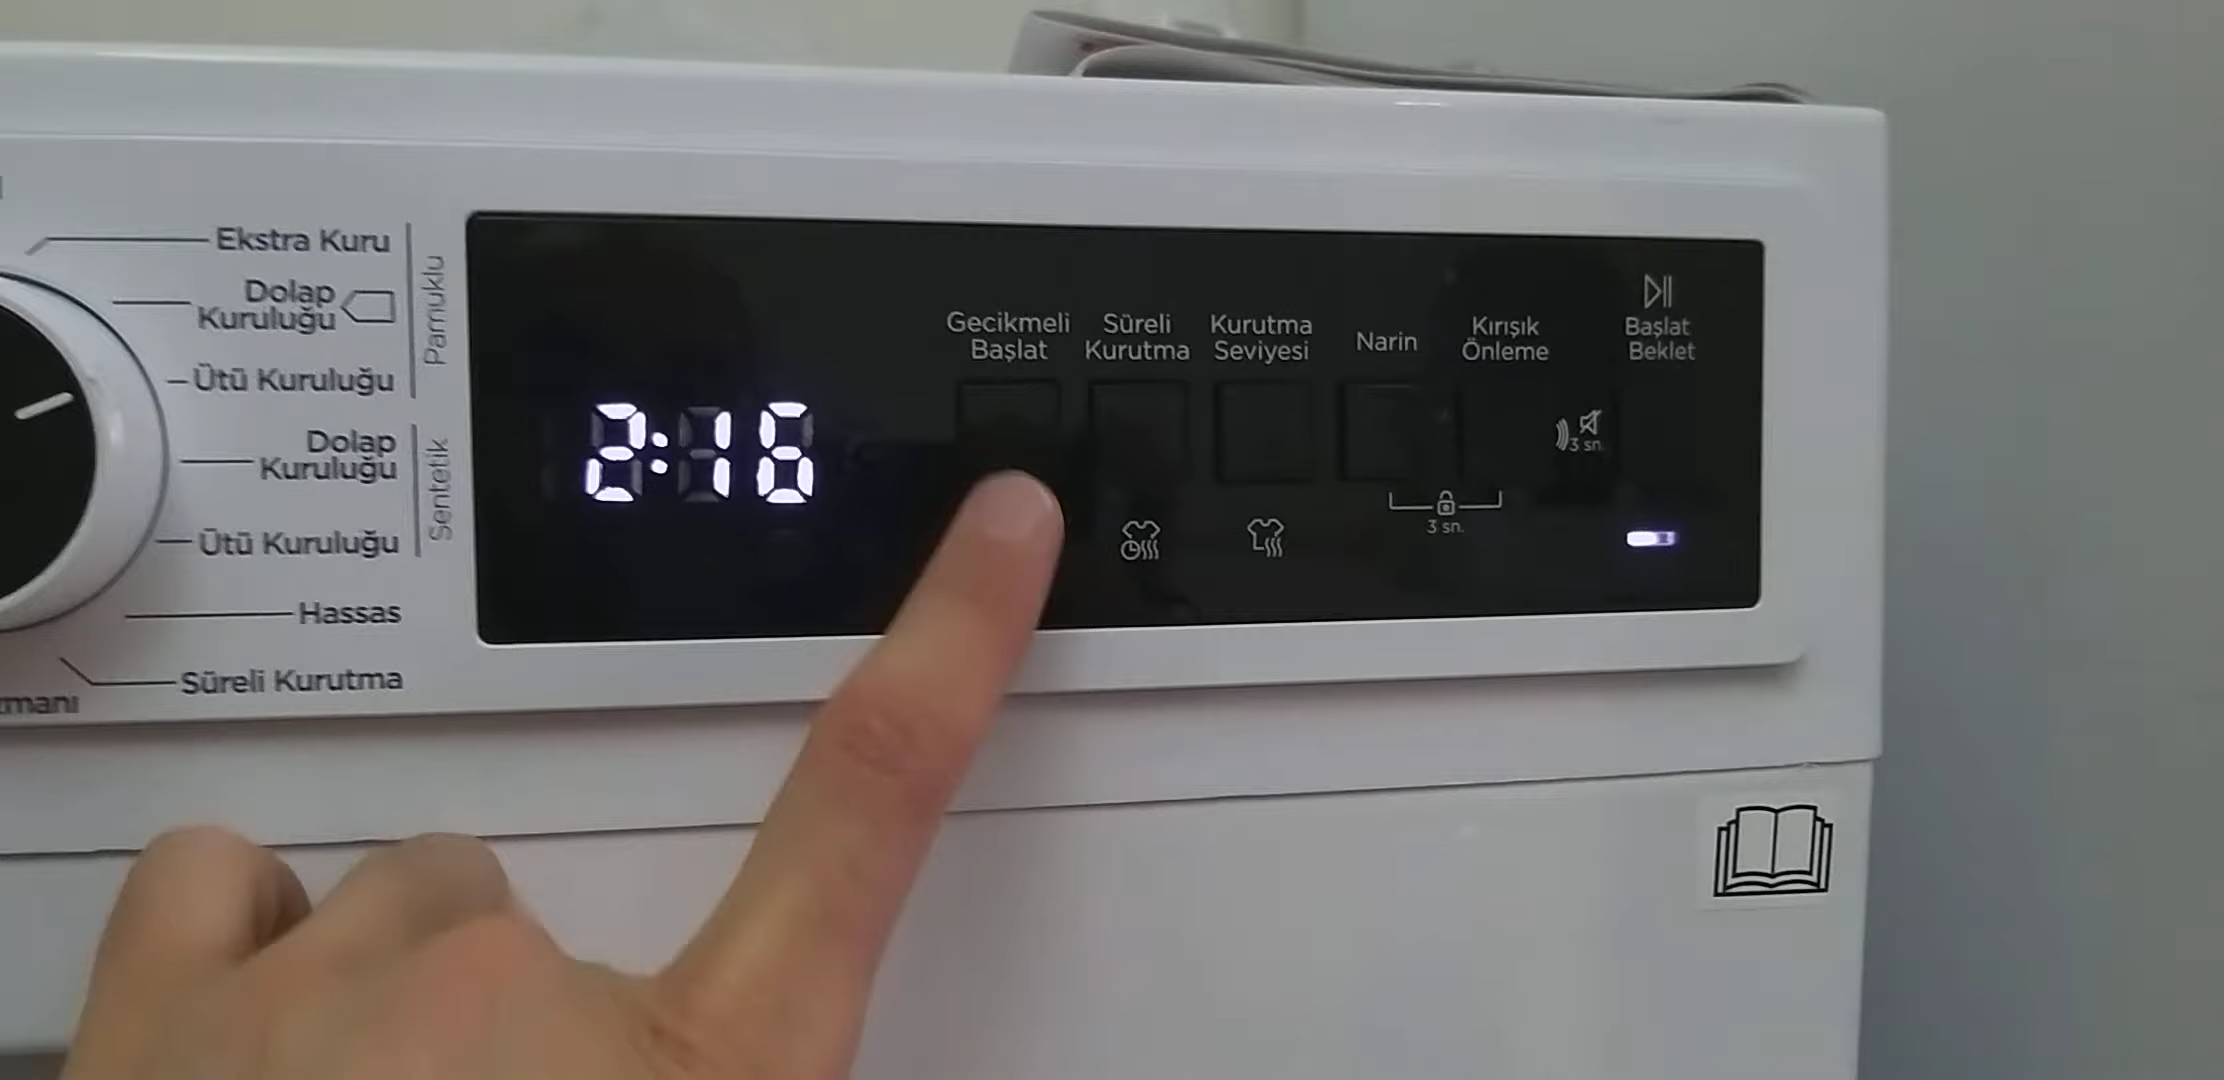 Ekstra Kuru
Dolap
Kuruluğu
Ütü Kuruluğu
Pamuklu
Dolap
Kuruluğu
Ütü Kuruluğu
Sentetik
Hassas
Süreli Kurutma
2:16
Gecikmeli
Başlat
Süreli
Kurutma
Kurutma
Seviyesi
Narin
Kırışık
Önleme
Başlat
Beklet
3 sn.
3 sn.